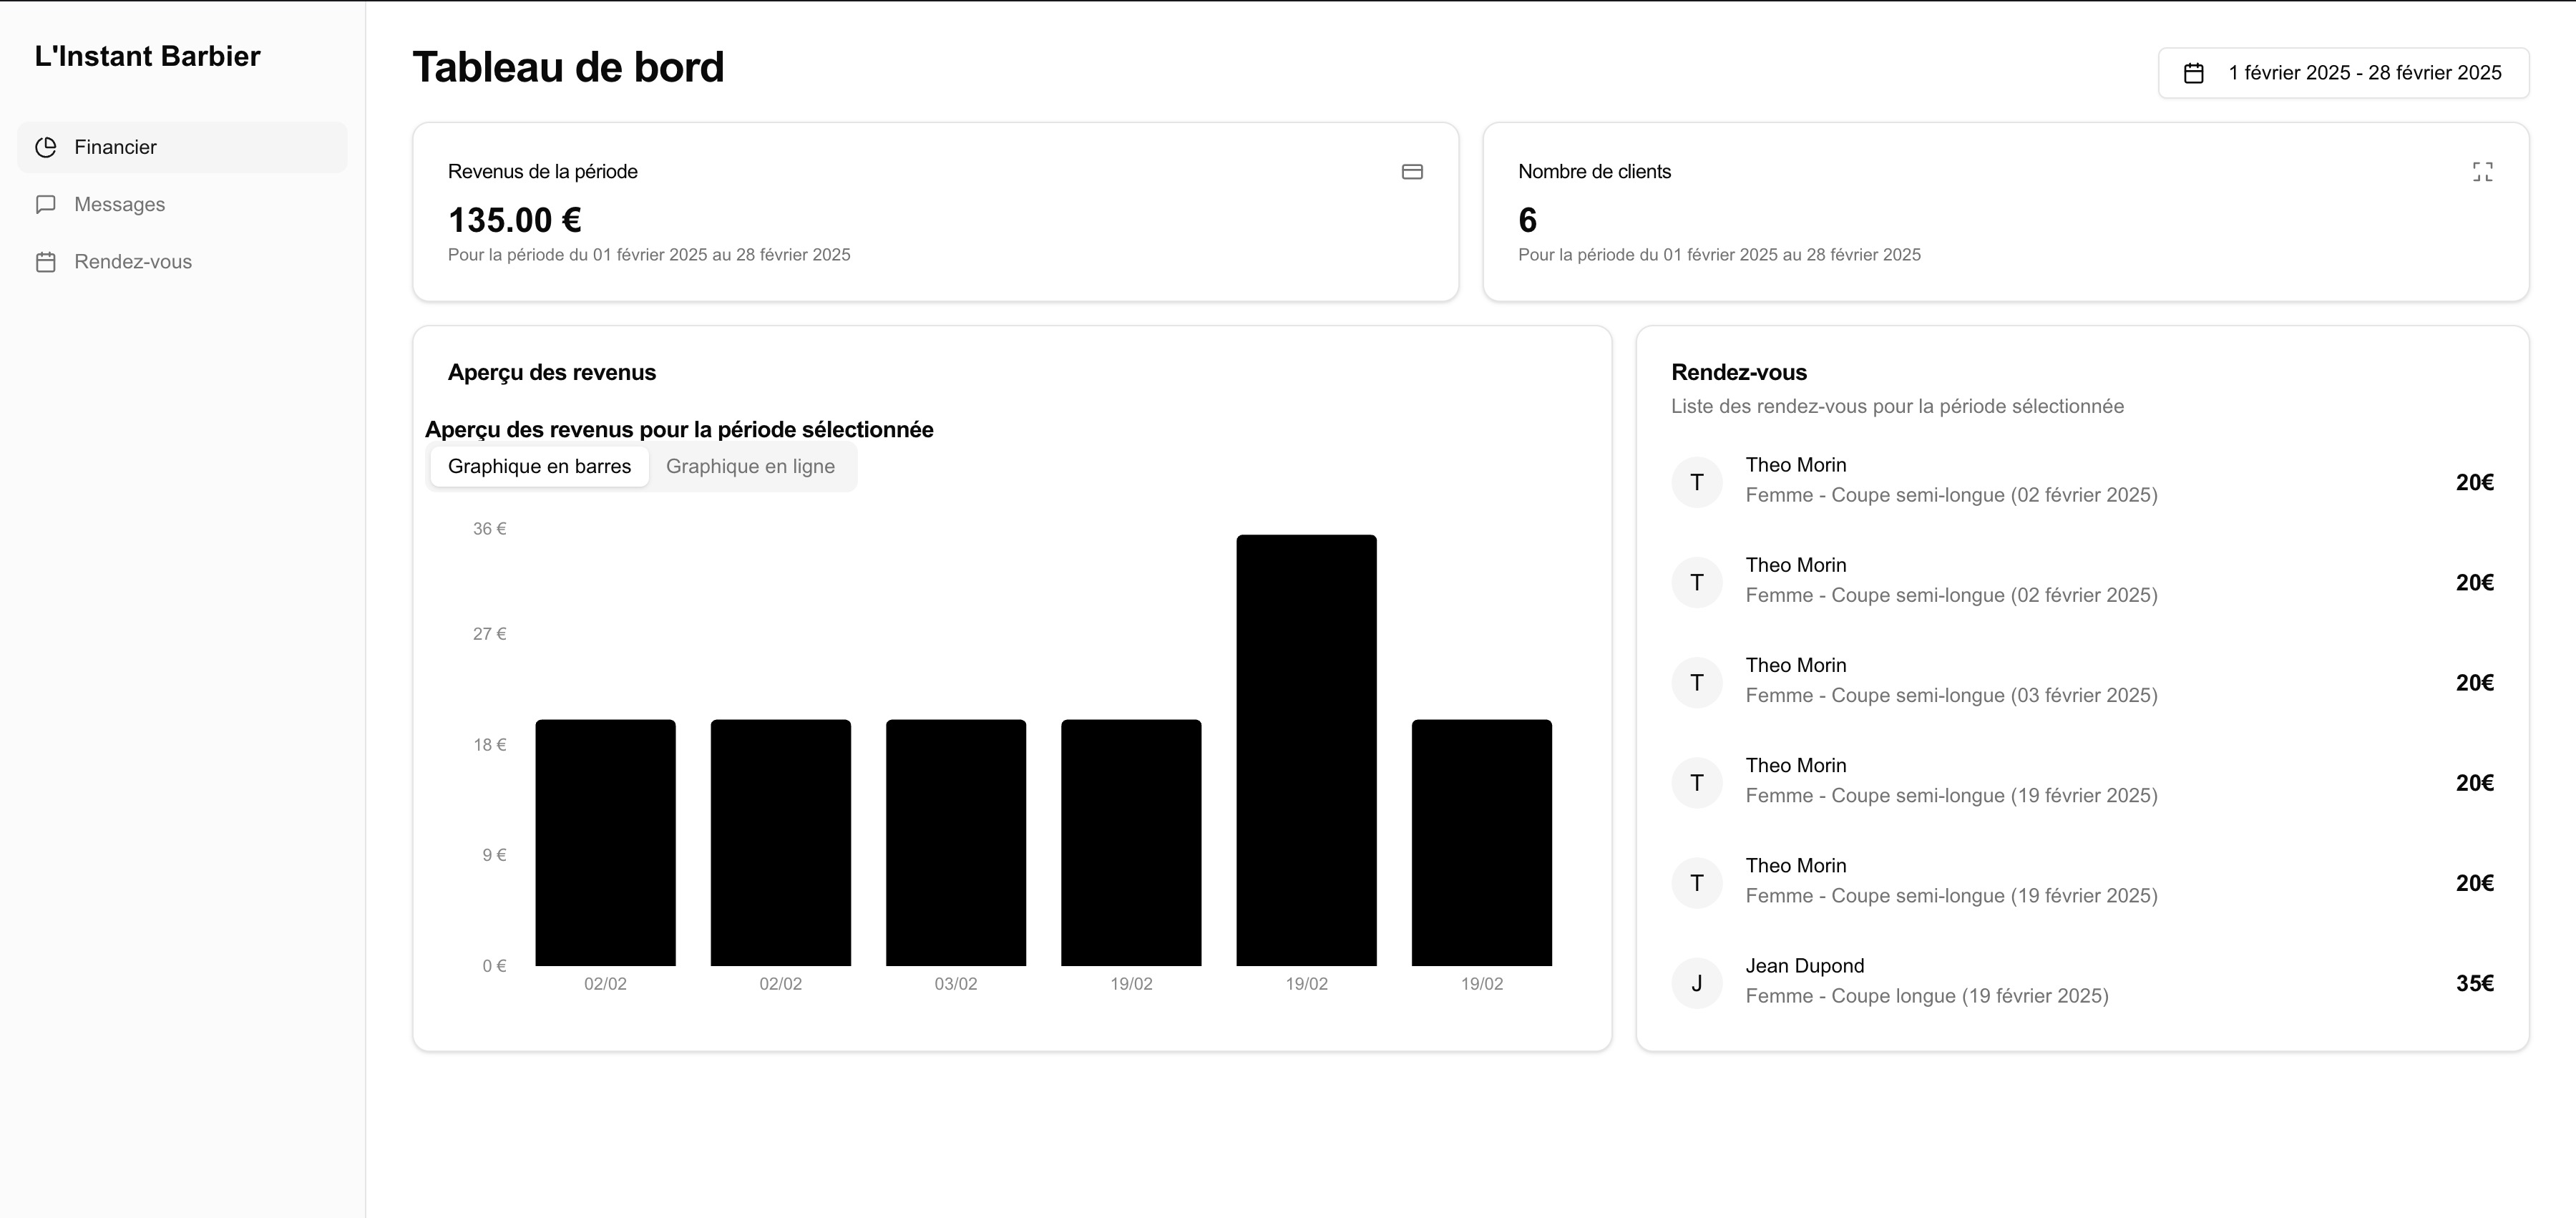 L'Instant Barbier
Financier
Messages
Rendez-vous
Tableau de bord
1 février 2025 - 28 février 2025
Revenus de la période
135.00 €
Pour la période du 01 février 2025 au 28 février 2025
Nombre de clients
6
Pour la période du 01 février 2025 au 28 février 2025
Aperçu des revenus
Aperçu des revenus pour la période sélectionnée
Graphique en barres
Graphique en ligne
36 €
27 €
18 €
9 €
0 €
02/02
02/02
03/02
19/02
19/02
19/02
Rendez-vous
Liste des rendez-vous pour la période sélectionnée
T
Theo Morin
Femme - Coupe semi-longue (02 février 2025)
20€
T
Theo Morin
Femme - Coupe semi-longue (02 février 2025)
20€
T
Theo Morin
Femme - Coupe semi-longue (03 février 2025)
20€
T
Theo Morin
Femme - Coupe semi-longue (19 février 2025)
20€
T
Theo Morin
Femme - Coupe semi-longue (19 février 2025)
20€
J
Jean Dupond
Femme - Coupe longue (19 février 2025)
35€